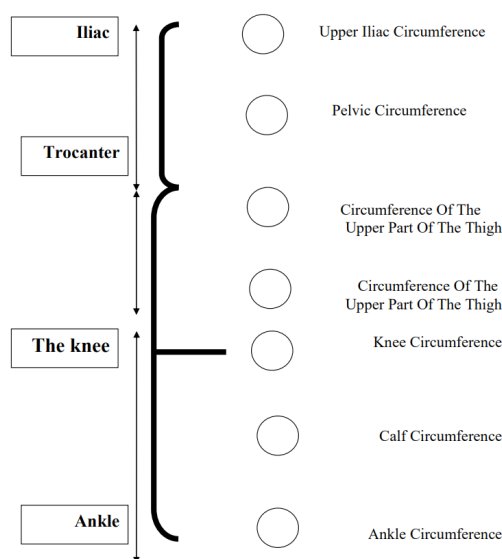 Iliac
Upper Iliac Circumference
Pelvic Circumference
Trocanter
Circumference Of The
Upper Part Of The Thigh
Circumference Of The
Upper Part Of The Thigh
The knee
Knee Circumference
Calf Circumference
Ankle
Ankle Circumference